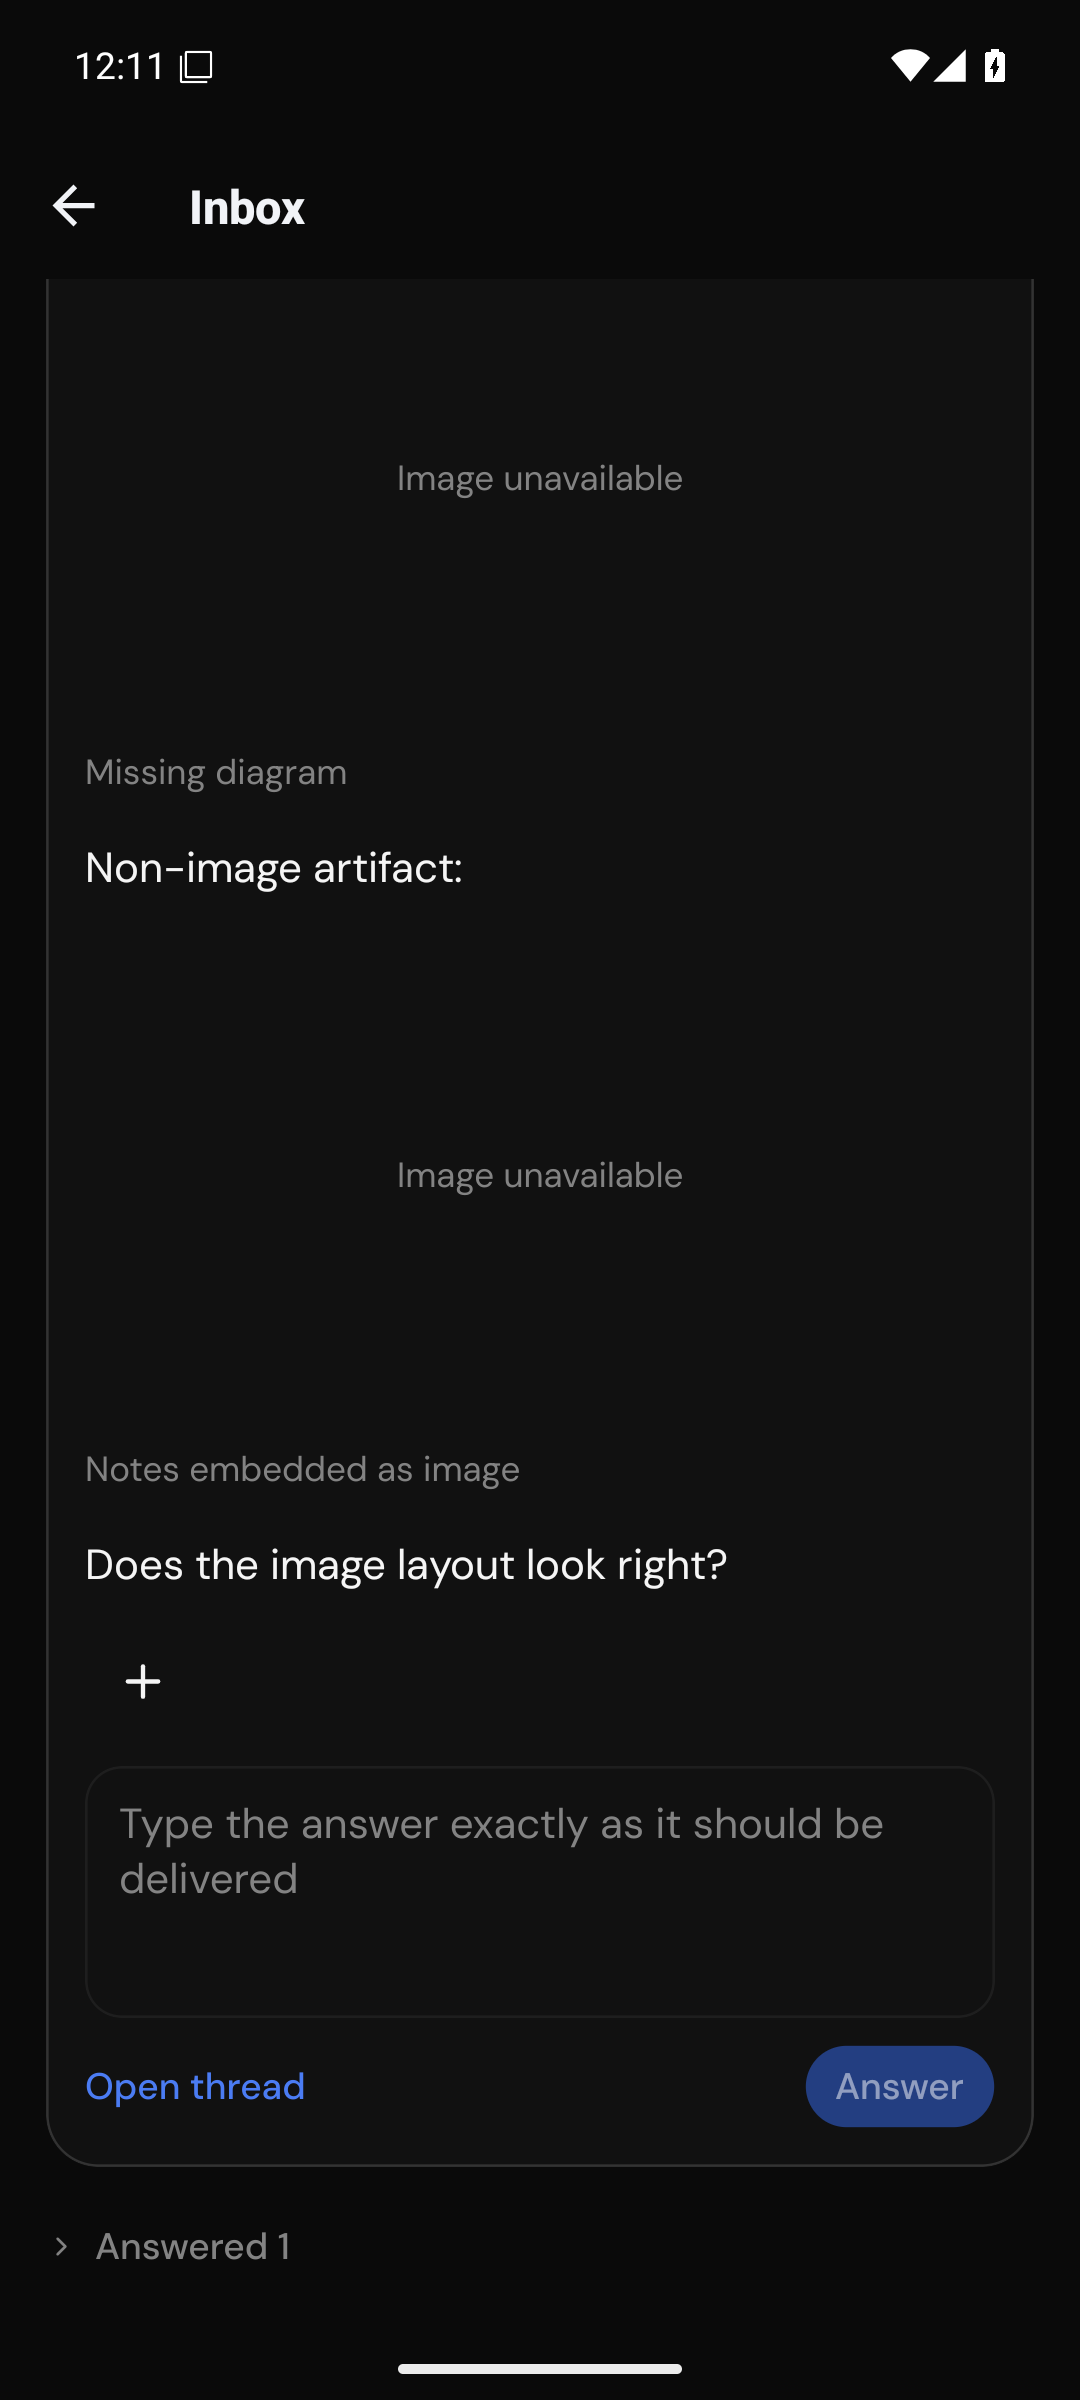 12:11
Inbox
Image unavailable
Missing diagram
Non-image artifact:
Image unavailable
Notes embedded as image
Does the image layout look right?
Type the answer exactly as it should be
delivered
Open thread
Answer
Answered 1